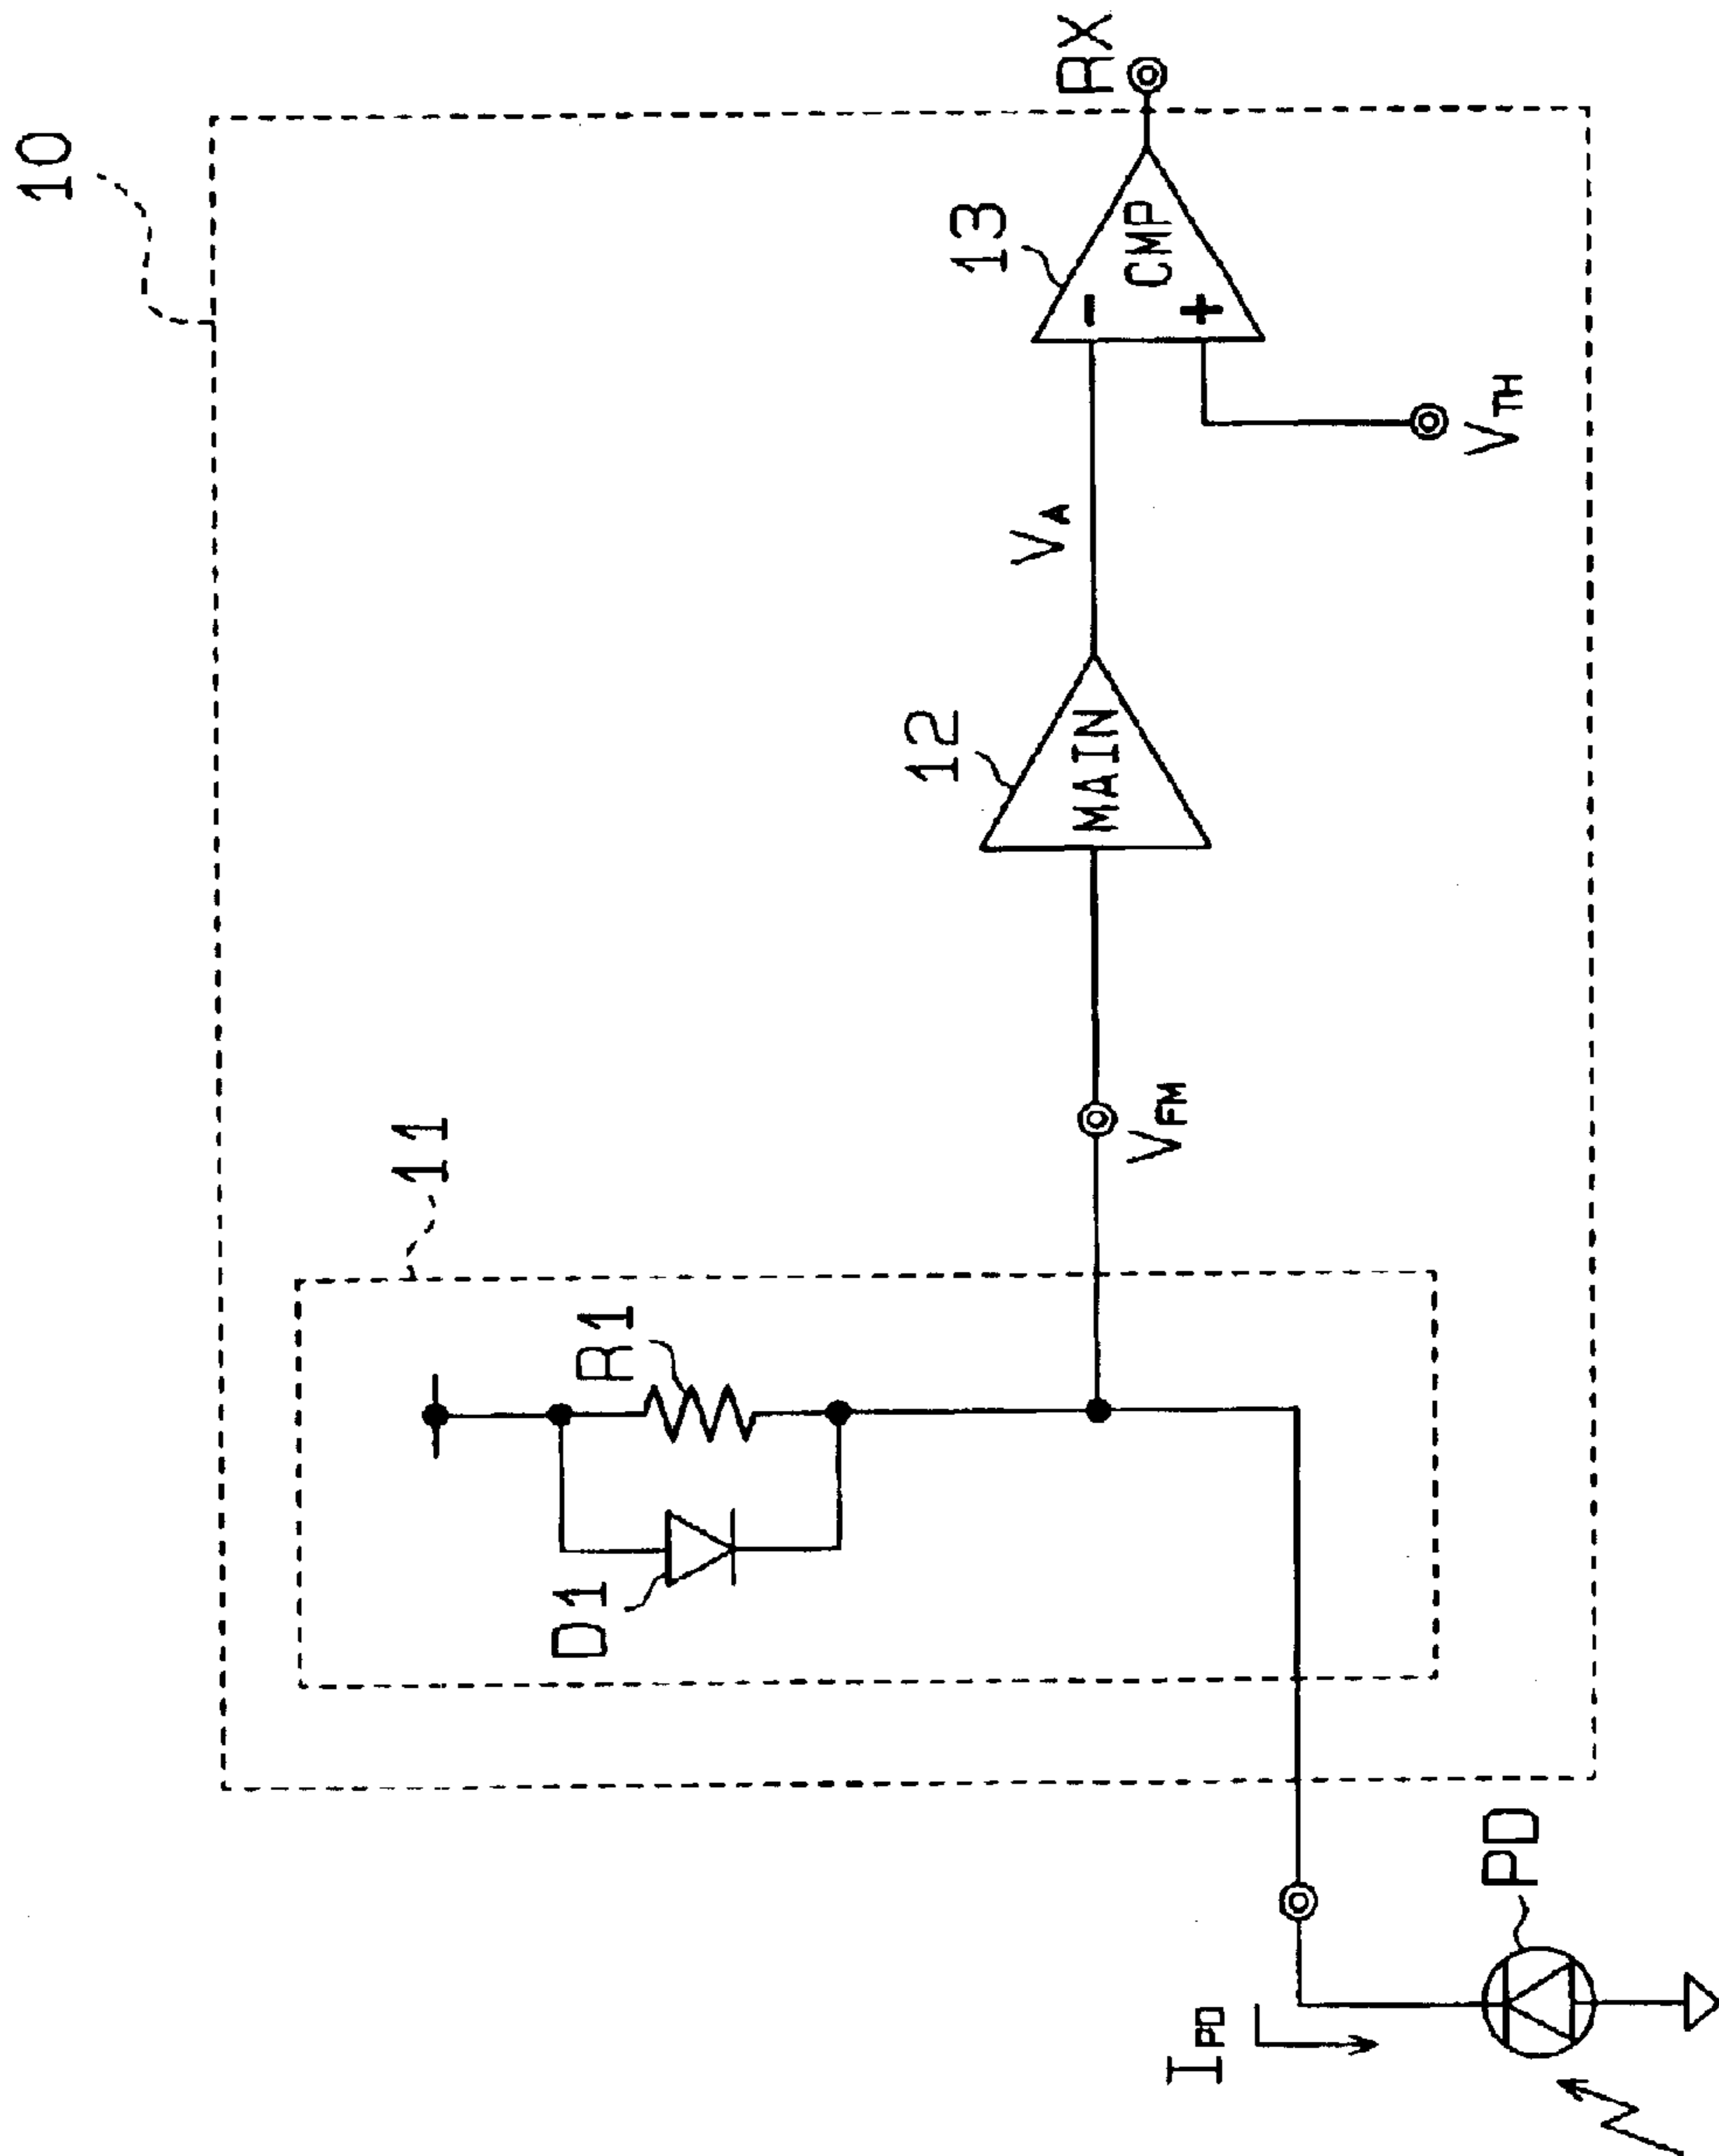 10
11
R1
D1
V_FM
12
MAIN
V_A
13
-
+
CMP
V_TH
RX
PD
I_PD